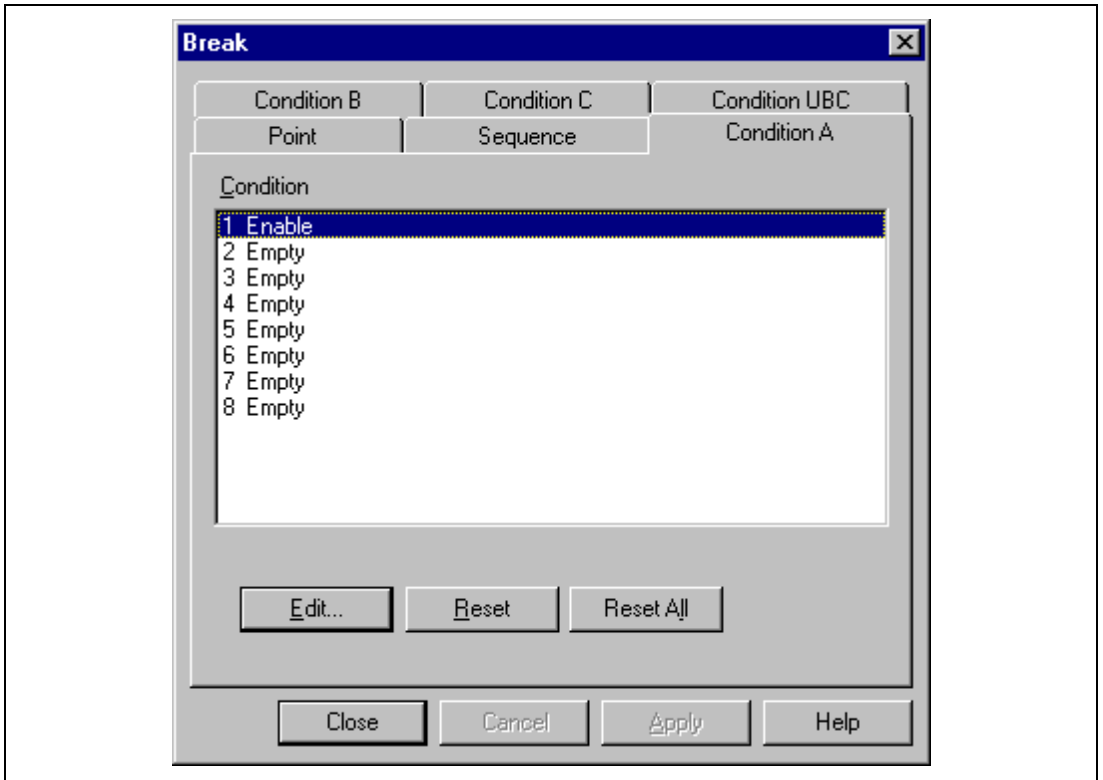 Break
Condition B Condition C Condition UBC
Point Sequence Condition A
Condition
1 Enable
2 Empty
3 Empty
4 Empty
5 Empty
6 Empty
7 Empty
8 Empty
Edit... Reset Reset All
Close Cancel Apply Help